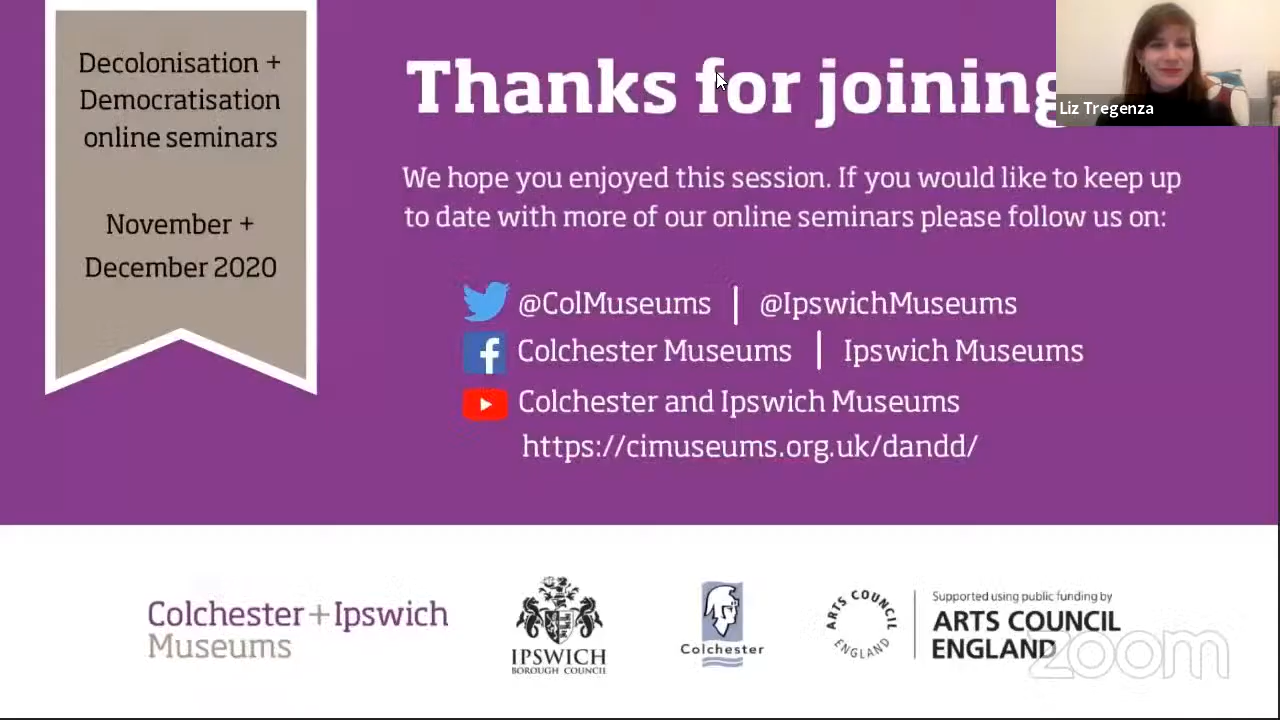 Decolonisation +
Democratisation
online seminars
November +
December 2020
Thanks for joining
Liz Tregenza
We hope you enjoyed this session. If you would like to keep up
to date with more of our online seminars please follow us on:
@ColMuseums | @IpswichMuseums
Colchester Museums | Ipswich Museums
Colchester and Ipswich Museums
https://cimuseums.org.uk/dandd/
Colchester+Ipswich
Museums
IPSWICH
BOROUGH COUNCIL
Colchester
ARTS COUNCIL
ENGLAND
Supported using public funding by
ARTS COUNCIL
ENGLAND
zoom